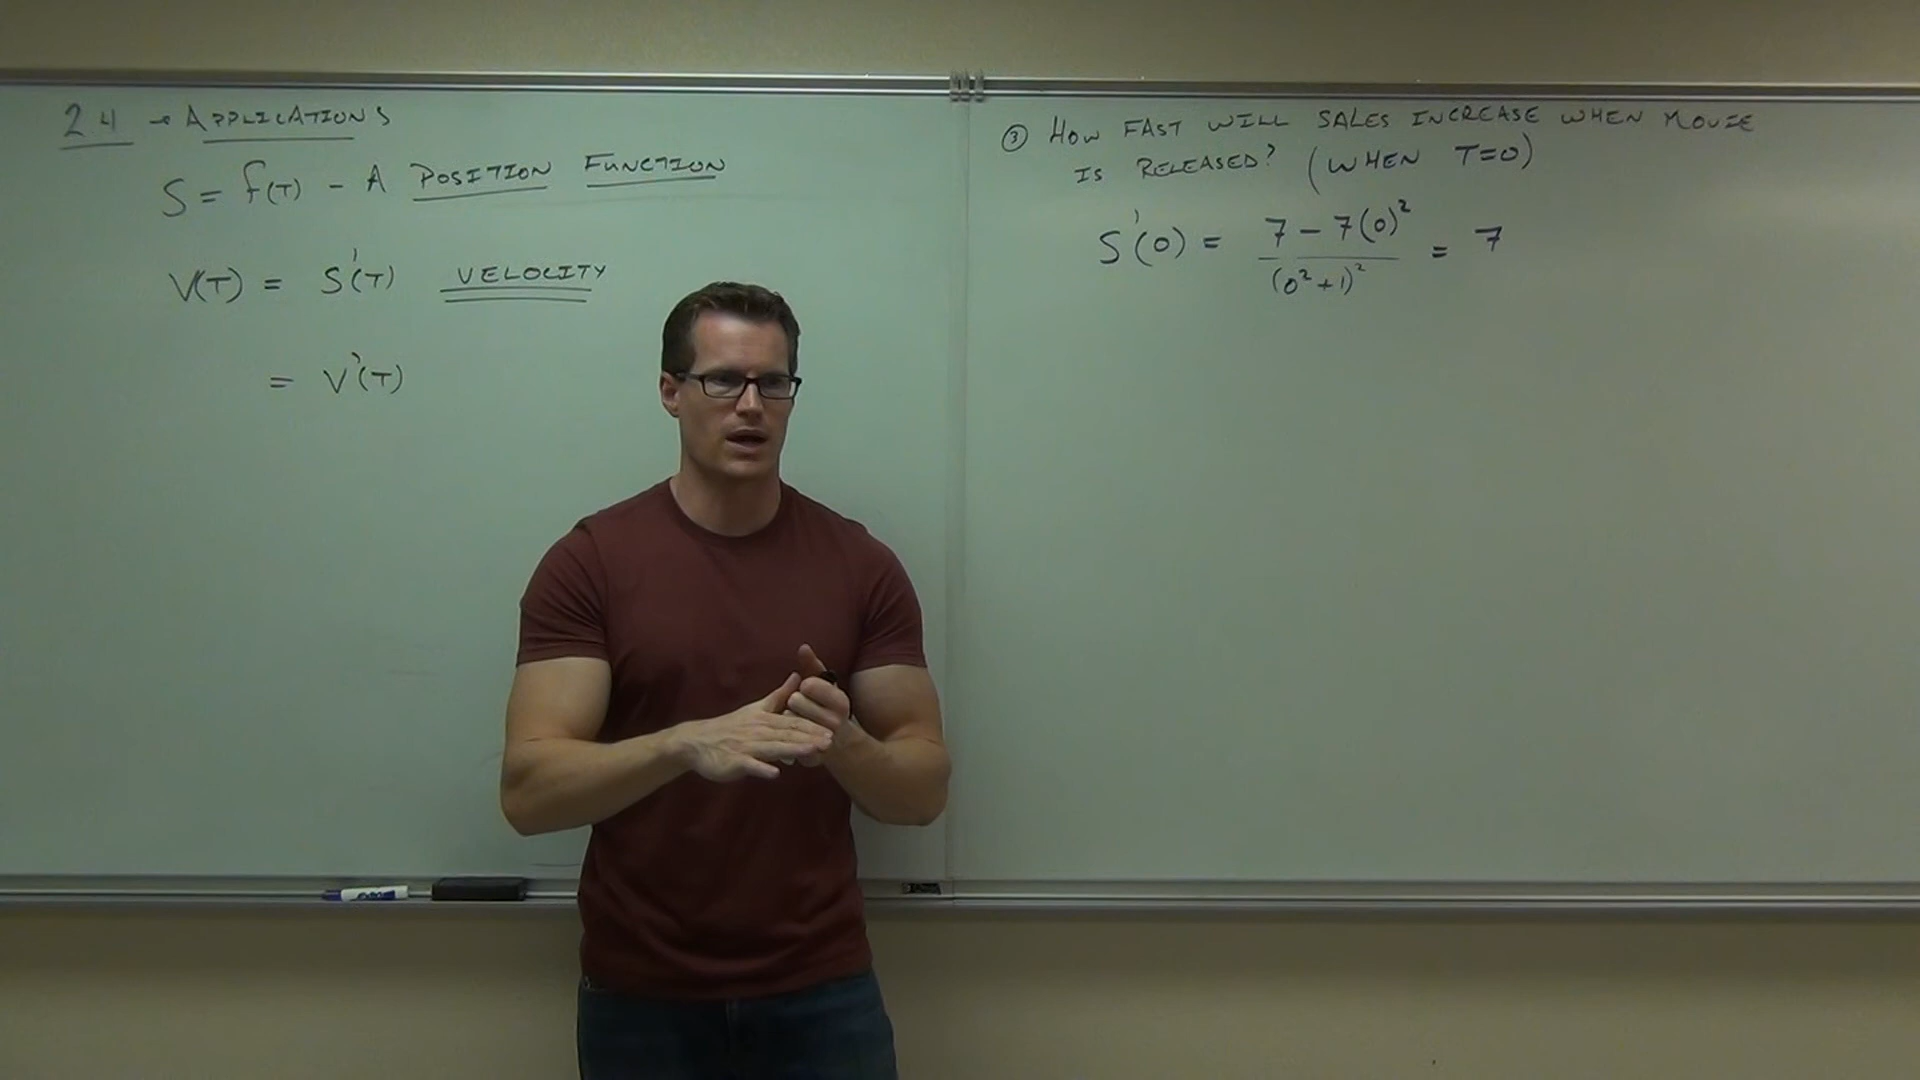 2.4 → APPLICATIONS
S = f(T) - A POSITION FUNCTION
V(T) = S'(T) VELOCITY
= V'(T)
③ HOW FAST WILL SALES INCREASE WHEN MOVIE
IS RELEASED? (WHEN T=0)
S'(0) = 7 - 7(0)² / (0²+1)² = 7